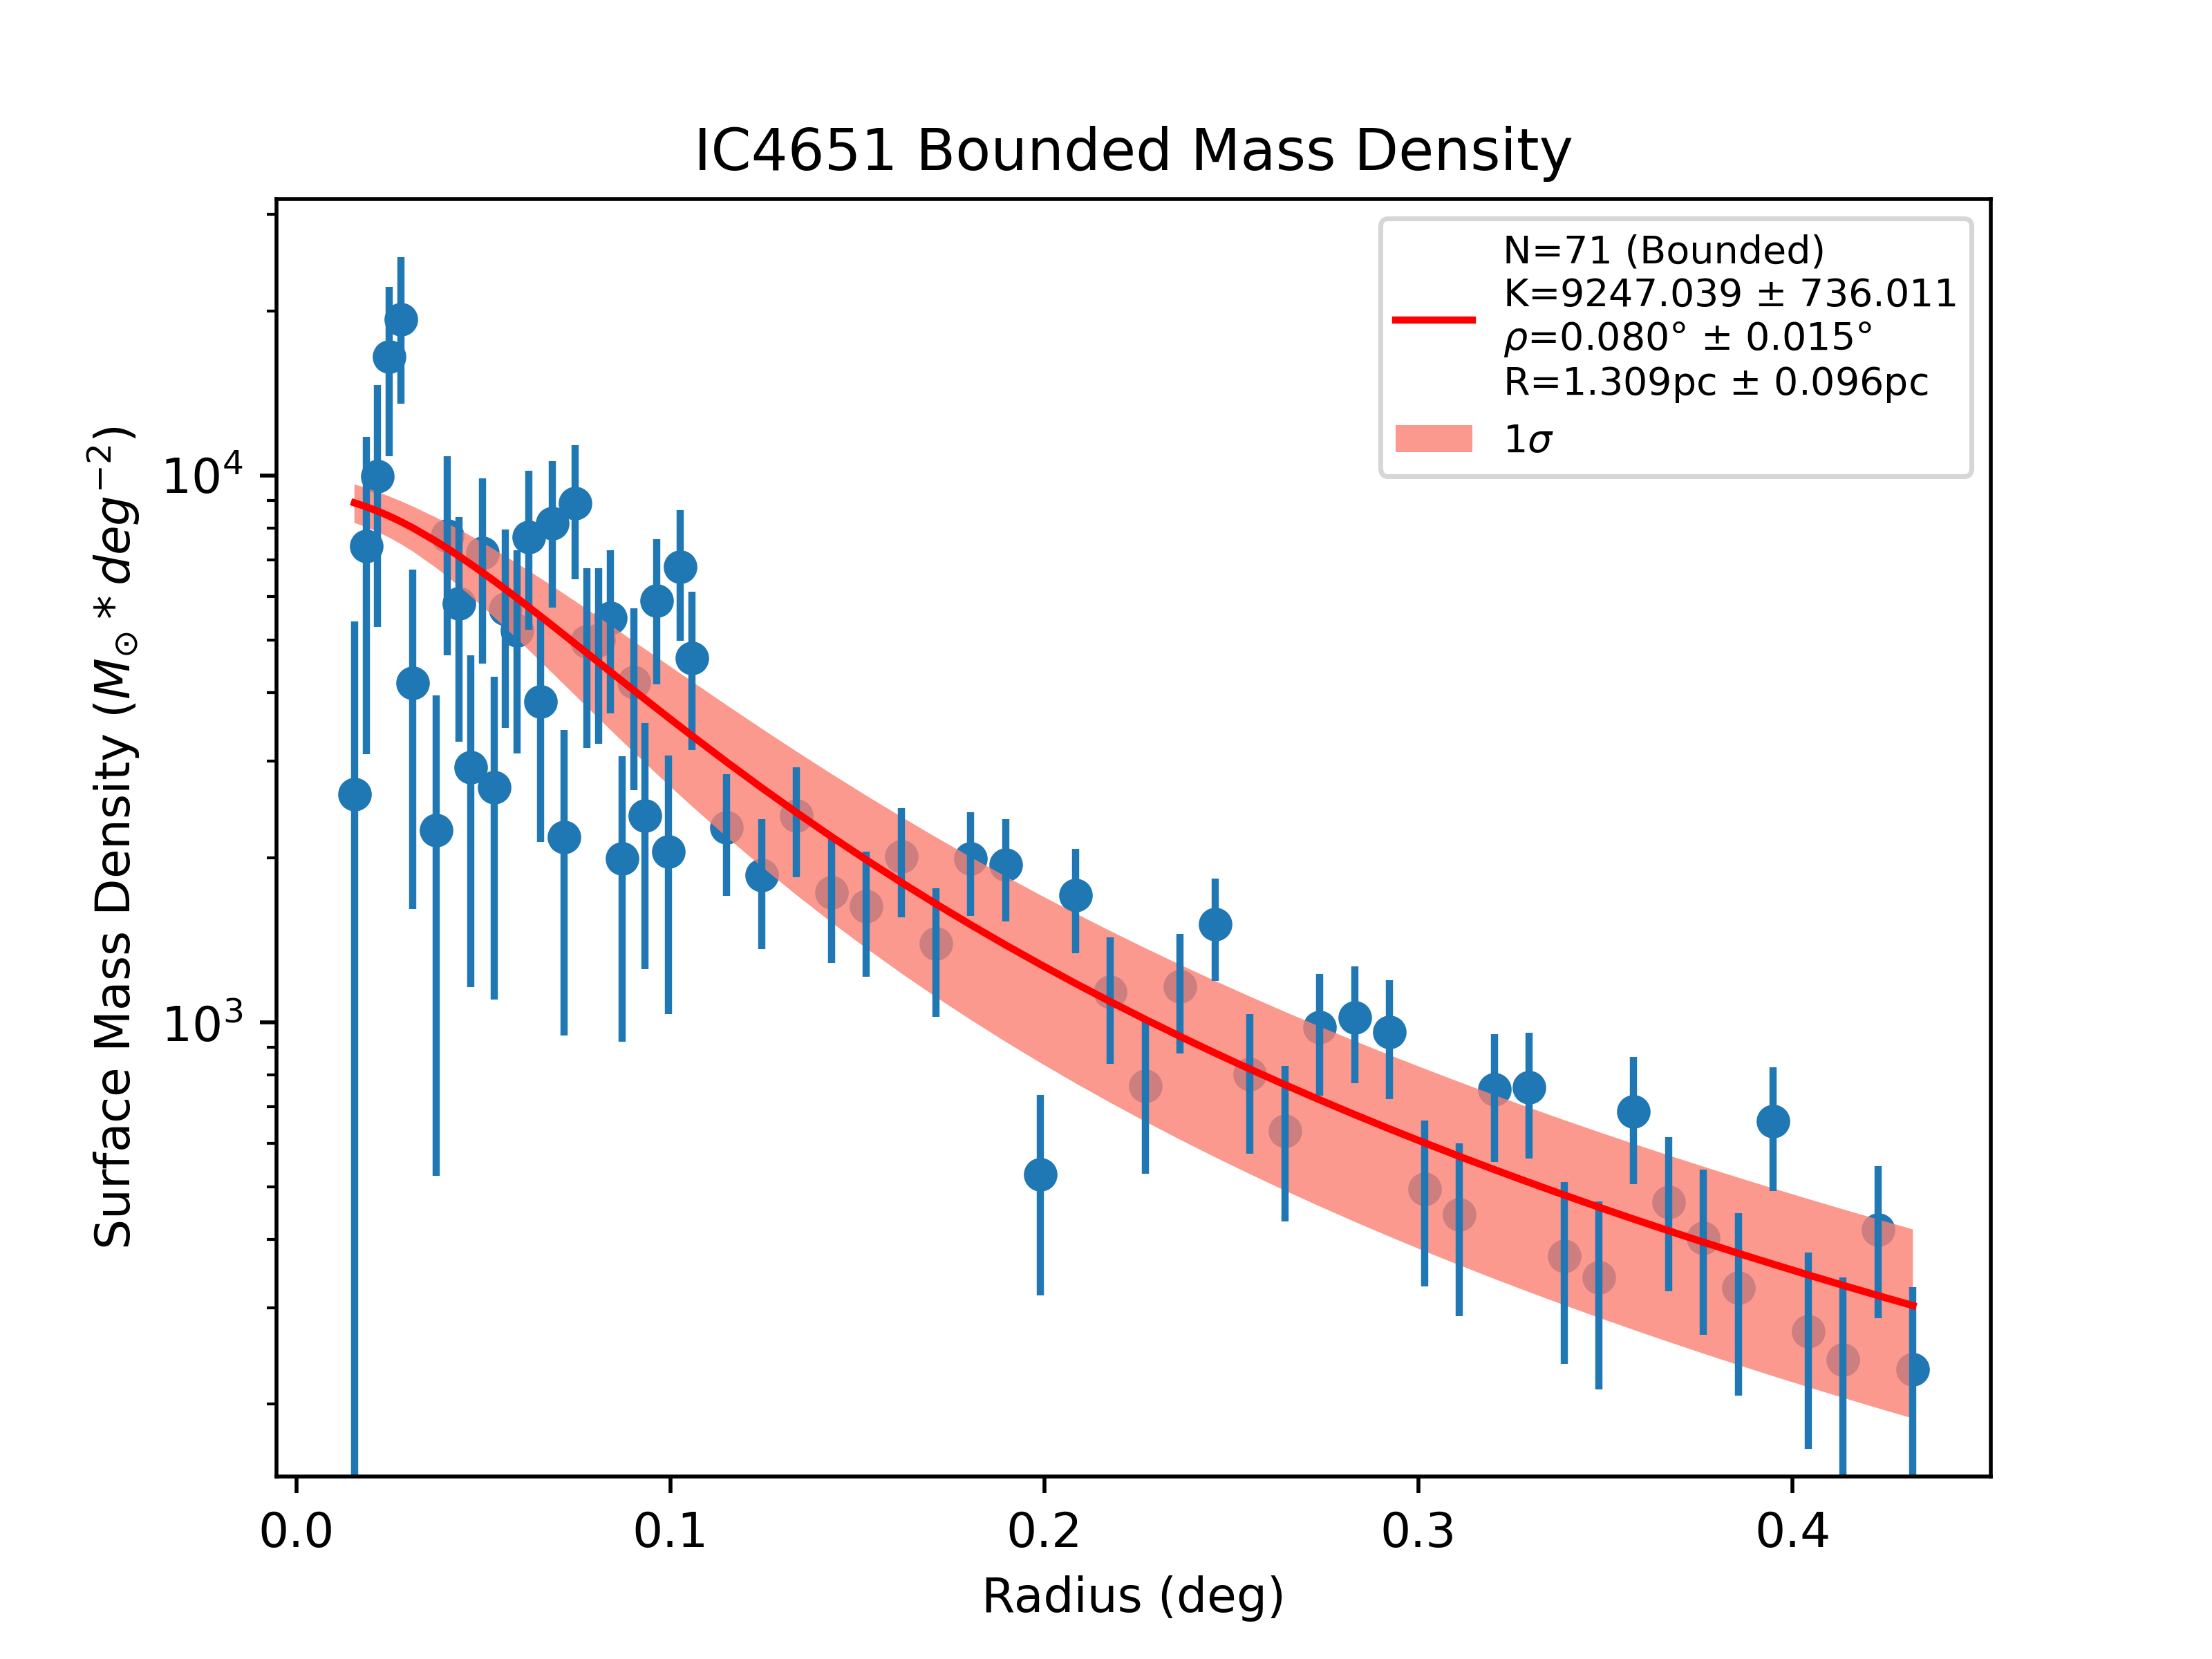 IC4651 Bounded Mass Density
N=71 (Bounded)
K=9247.039 ± 736.011
ρ=0.080° ± 0.015°
R=1.309pc ± 0.096pc
1σ
Surface Mass Density (M⊙ * deg⁻²)
10⁴
10³
0.0 0.1 0.2 0.3 0.4
Radius (deg)